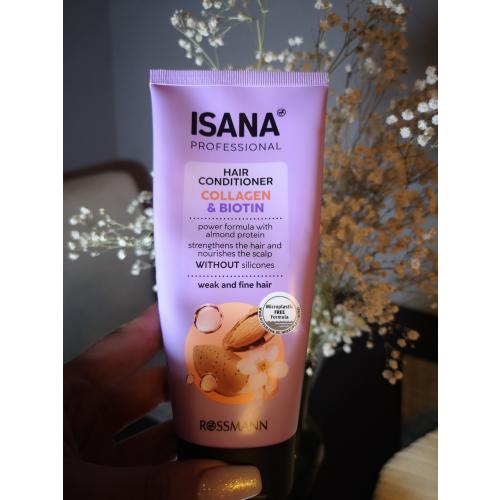 ISANA
PROFESSIONAL
HAIR
CONDITIONER
COLLAGEN
& BIOTIN
power formula with
almond protein
strengthens the hair and
nourishes the scalp
WITHOUT silicones
weak and fine hair
Microplastic
FREE
Formula
ROSSMANN